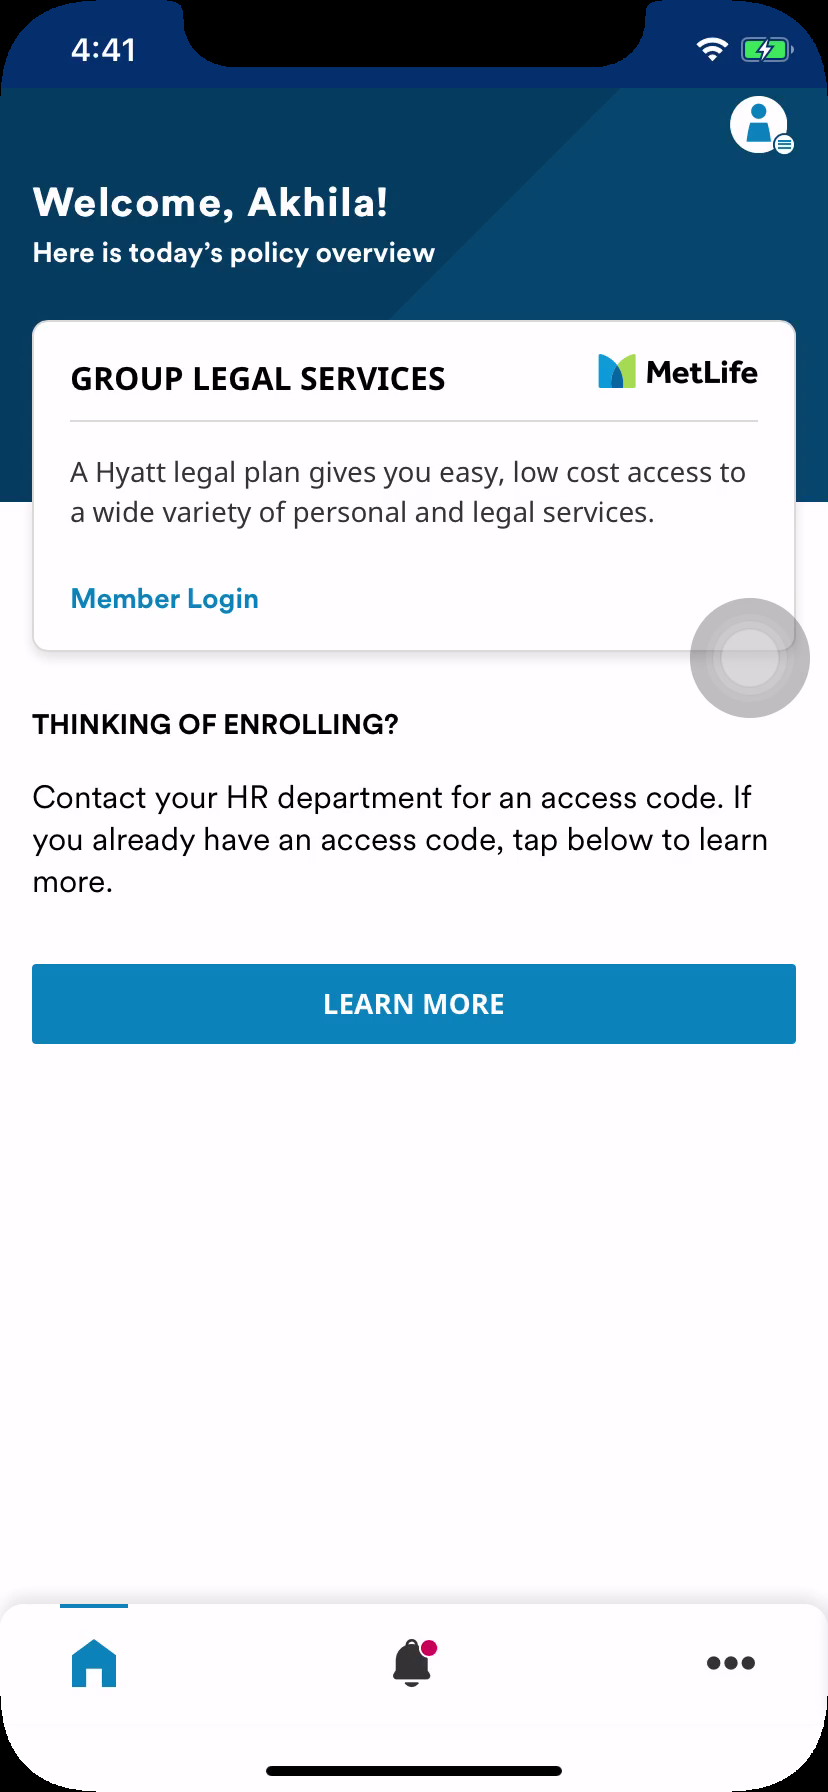 4:41
Welcome, Akhila!
Here is today’s policy overview
GROUP LEGAL SERVICES
MetLife
A Hyatt legal plan gives you easy, low cost access to
a wide variety of personal and legal services.
Member Login
THINKING OF ENROLLING?
Contact your HR department for an access code. If
you already have an access code, tap below to learn
more.
LEARN MORE